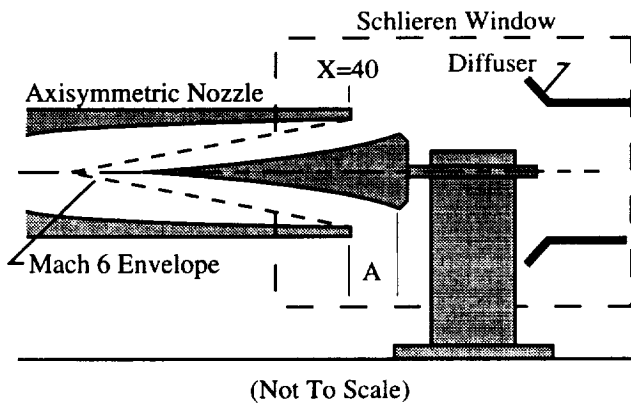 Schlieren Window
X=40
Diffuser
Axisymmetric Nozzle
A
Mach 6 Envelope
(Not To Scale)